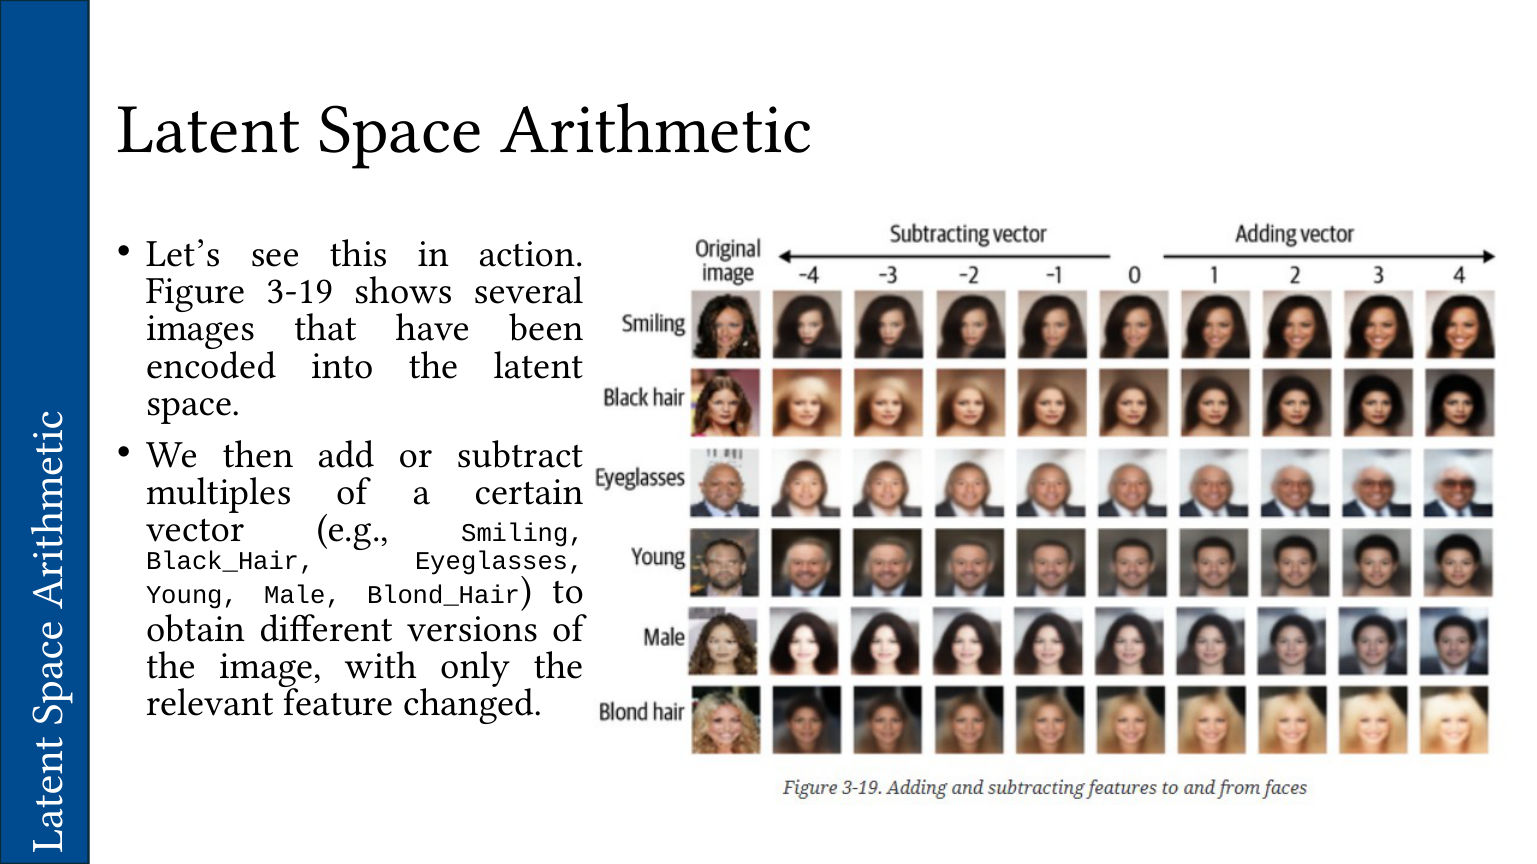 Latent Space Arithmetic
Latent Space Arithmetic
• Let’s see this in action.
Figure 3-19 shows several
images that have been
encoded into the latent
space.
• We then add or subtract
multiples of a certain
vector (e.g., Smiling,
Black_Hair, Eyeglasses,
Young, Male, Blond_Hair) to
obtain different versions of
the image, with only the
relevant feature changed.
Subtracting vector Adding vector
Original
image -4 -3 -2 -1 0 1 2 3 4
Smiling
Black hair
Eyeglasses
Young
Male
Blond hair
Figure 3-19. Adding and subtracting features to and from faces